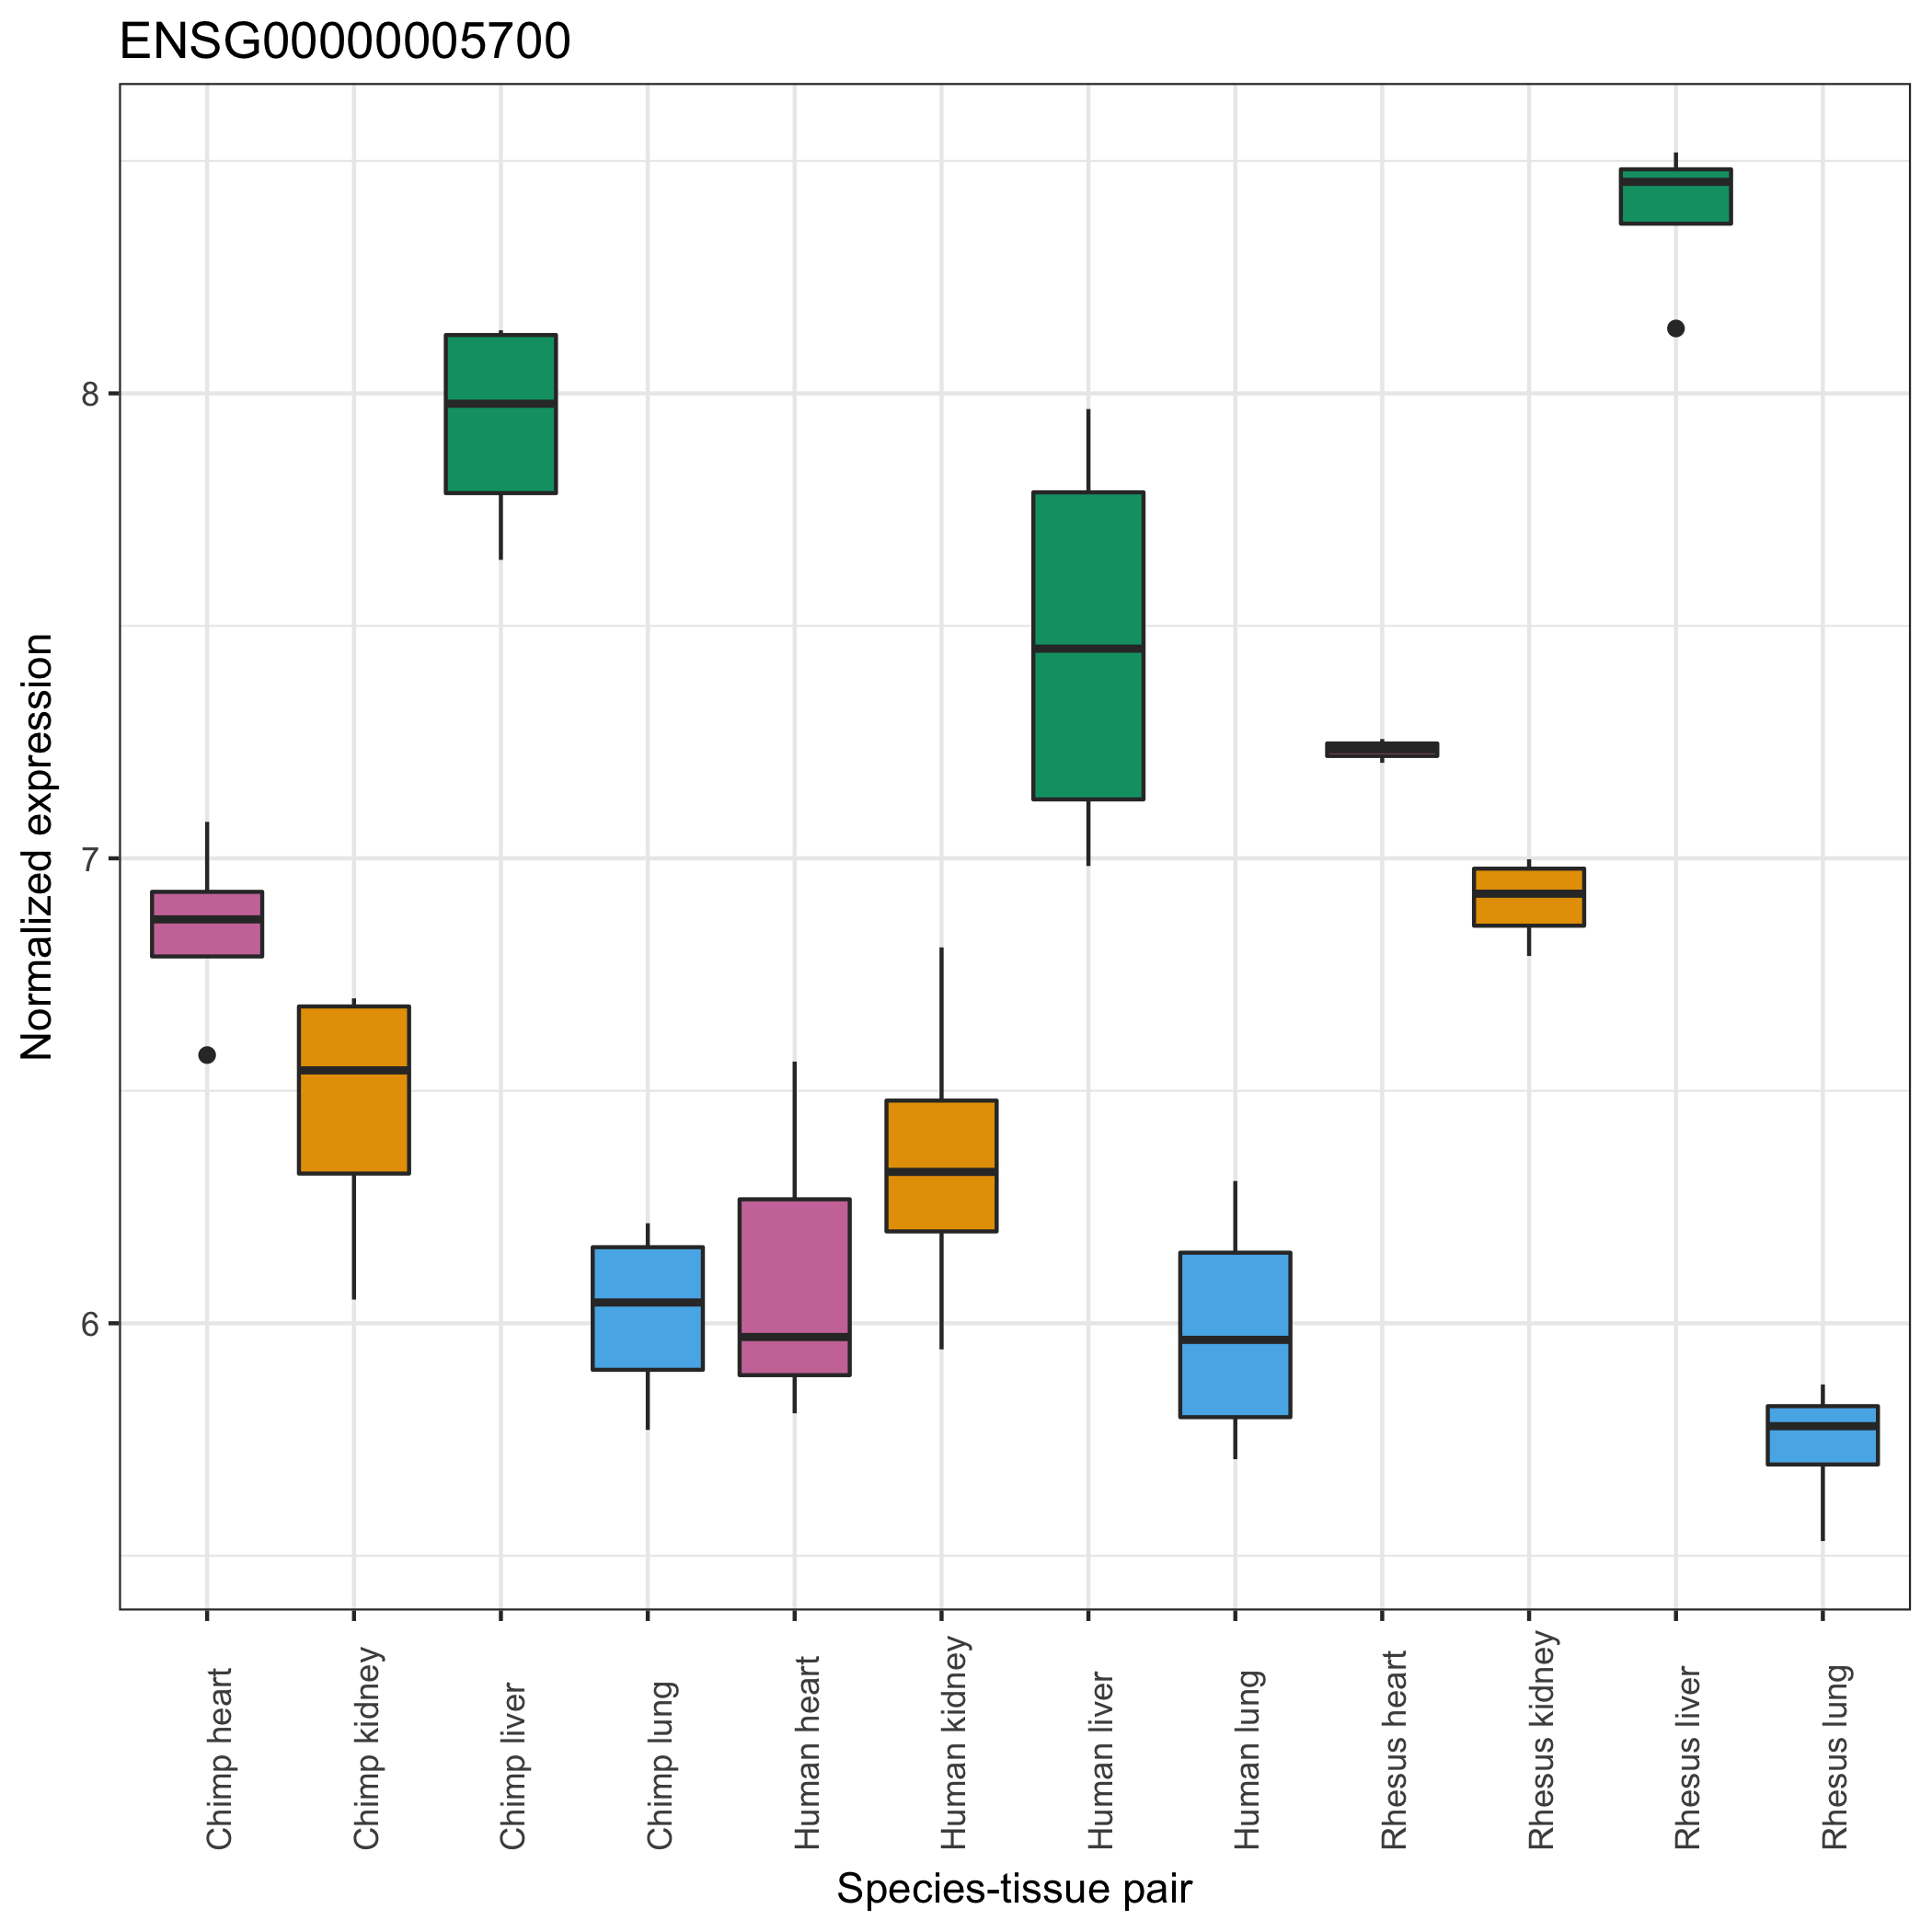 ENSG00000005700
Normalized expression
8
7
6
Chimp heart
Chimp kidney
Chimp liver
Chimp lung
Human heart
Human kidney
Human liver
Human lung
Rhesus heart
Rhesus kidney
Rhesus liver
Rhesus lung
Species-tissue pair